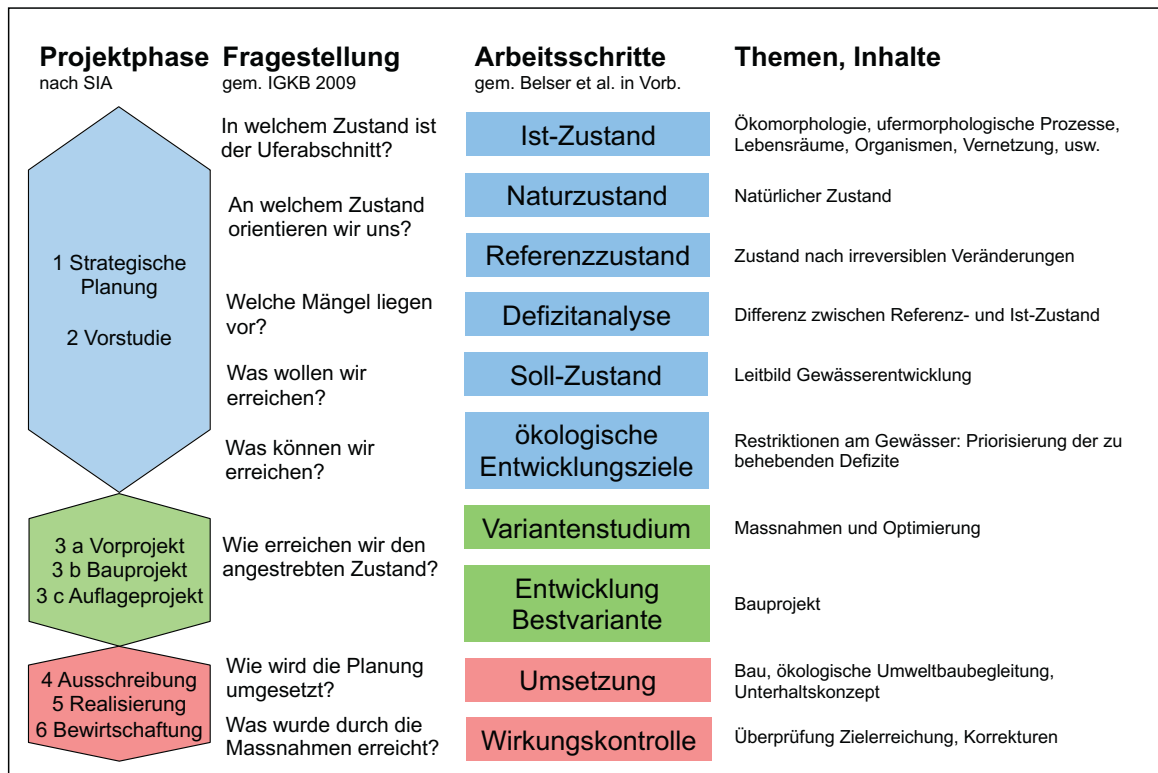 Projektphase
nach SIA
Fragestellung
gem. IGKB 2009
Arbeitsschritte
gem. Belser et al. in Vorb.
Themen, Inhalte
1 Strategische
Planung
2 Vorstudie
In welchem Zustand ist
der Uferabschnitt?
Ist-Zustand
Ökomorphologie, ufermorphologische Prozesse,
Lebensräume, Organismen, Vernetzung, usw.
An welchem Zustand
orientieren wir uns?
Naturzustand
Natürlicher Zustand
Referenzzustand
Zustand nach irreversiblen Veränderungen
Welche Mängel liegen
vor?
Defizitanalyse
Differenz zwischen Referenz- und Ist-Zustand
Was wollen wir
erreichen?
Soll-Zustand
Leitbild Gewässerentwicklung
Was können wir
erreichen?
ökologische
Entwicklungsziele
Restriktionen am Gewässer: Priorisierung der zu
behebenden Defizite
3 a Vorprojekt
3 b Bauprojekt
3 c Auflageprojekt
Wie erreichen wir den
angestrebten Zustand?
Variantenstudium
Massnahmen und Optimierung
Entwicklung
Bestvariante
Bauprojekt
4 Ausschreibung
5 Realisierung
6 Bewirtschaftung
Wie wird die Planung
umgesetzt?
Umsetzung
Bau, ökologische Umweltbaubegleitung,
Unterhaltskonzept
Was wurde durch die
Massnahmen erreicht?
Wirkungskontrolle
Überprüfung Zielerreichung, Korrekturen